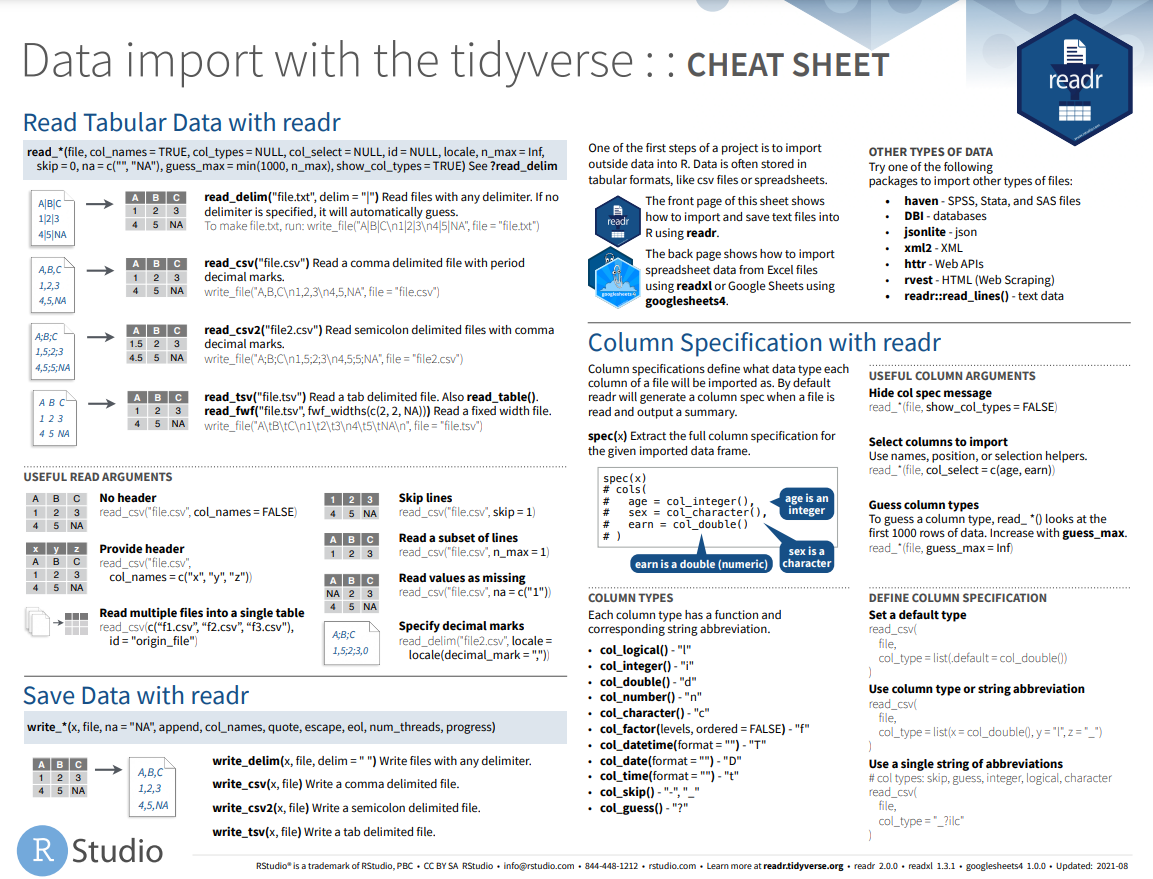 Data import with the tidyverse : : CHEAT SHEET
readr
Read Tabular Data with readr
read_*(file, col_names = TRUE, col_types = NULL, col_select = NULL, id = NULL, locale, n_max = Inf,
skip = 0, na = c("", "NA"), guess_max = min(1000, n_max), show_col_types = TRUE) See ?read_delim
A|B|C
1|2|3
4|5|NA
A B C
1 2 3
4 5 NA
read_delim("file.txt", delim = "|") Read files with any delimiter. If no
delimiter is specified, it will automatically guess.
To make file.txt, run: write_file("A|B|C\n1|2|3\n4|5|NA", file = "file.txt")
A,B,C
1,2,3
4,5,NA
A B C
1 2 3
4 5 NA
read_csv("file.csv") Read a comma delimited file with period
decimal marks.
write_file("A,B,C\n1,2,3\n4,5,NA", file = "file.csv")
A;B;C
1,5;2;3
4,5;5;NA
A B C
1.5 2 3
4.5 5 NA
read_csv2("file2.csv") Read semicolon delimited files with comma
decimal marks.
write_file("A;B;C\n1,5;2;3\n4,5;5;NA", file = "file2.csv")
A B C
1 2 3
4 5 NA
A B C
1 2 3
4 5 NA
read_tsv("file.tsv") Read a tab delimited file. Also read_table().
read_fwf("file.tsv", fwf_widths(c(2, 2, NA))) Read a fixed width file.
write_file("A\tB\tC\n1\t2\t3\n4\t5\tNA\n", file = "file.tsv")
USEFUL READ ARGUMENTS
A B C
1 2 3
4 5 NA
No header
read_csv("file.csv", col_names = FALSE)
x y z
A B C
1 2 3
4 5 NA
Provide header
read_csv("file.csv",
col_names = c("x", "y", "z"))
Read multiple files into a single table
read_csv(c("f1.csv", "f2.csv", "f3.csv"),
id = "origin_file")
1 2 3
4 5 NA
Skip lines
read_csv("file.csv", skip = 1)
A B C
1 2 3
Read a subset of lines
read_csv("file.csv", n_max = 1)
A B C
NA 2 3
4 5 NA
Read values as missing
read_csv("file.csv", na = c("1"))
A;B;C
1,5;2;3,0
Specify decimal marks
read_delim("file2.csv", locale =
locale(decimal_mark = ","))
Save Data with readr
write_*(x, file, na = "NA", append, col_names, quote, escape, eol, num_threads, progress)
A B C
1 2 3
4 5 NA
A,B,C
1,2,3
4,5,NA
write_delim(x, file, delim = " ") Write files with any delimiter.
write_csv(x, file) Write a comma delimited file.
write_csv2(x, file) Write a semicolon delimited file.
write_tsv(x, file) Write a tab delimited file.
One of the first steps of a project is to import
outside data into R. Data is often stored in
tabular formats, like csv files or spreadsheets.
readr
The front page of this sheet shows
how to import and save text files into
R using readr.
googlesheets4
The back page shows how to import
spreadsheet data from Excel files
using readxl or Google Sheets using
googlesheets4.
OTHER TYPES OF DATA
Try one of the following
packages to import other types of files:
• haven - SPSS, Stata, and SAS files
• DBI - databases
• jsonlite - json
• xml2 - XML
• httr - Web APIs
• rvest - HTML (Web Scraping)
• readr::read_lines() - text data
Column Specification with readr
Column specifications define what data type each
column of a file will be imported as. By default
readr will generate a column spec when a file is
read and output a summary.
spec(x) Extract the full column specification for
the given imported data frame.
spec(x)
# cols(
#   age = col_integer(),
#   sex = col_character(),
#   earn = col_double()
# )
age is an
integer
earn is a double (numeric)
sex is a
character
USEFUL COLUMN ARGUMENTS
Hide col spec message
read_*(file, show_col_types = FALSE)
Select columns to import
Use names, position, or selection helpers.
read_*(file, col_select = c(age, earn))
Guess column types
To guess a column type, read_ *() looks at the
first 1000 rows of data. Increase with guess_max.
read_*(file, guess_max = Inf)
COLUMN TYPES
Each column type has a function and
corresponding string abbreviation.
• col_logical() - "l"
• col_integer() - "i"
• col_double() - "d"
• col_number() - "n"
• col_character() - "c"
• col_factor(levels, ordered = FALSE) - "f"
• col_datetime(format = "") - "T"
• col_date(format = "") - "D"
• col_time(format = "") - "t"
• col_skip() - "-", "_"
• col_guess() - "?"
DEFINE COLUMN SPECIFICATION
Set a default type
read_csv(
file,
col_type = list(.default = col_double())
)
Use column type or string abbreviation
read_csv(
file,
col_type = list(x = col_double(), y = "l", z = "_")
)
Use a single string of abbreviations
# col types: skip, guess, integer, logical, character
read_csv(
file,
col_type = "_?ilc"
)
R Studio
RStudio® is a trademark of RStudio, PBC • CC BY SA RStudio • info@rstudio.com • 844-448-1212 • rstudio.com • Learn more at readr.tidyverse.org • readr 2.0.0 • readxl 1.3.1 • googlesheets4 1.0.0 • Updated: 2021-08